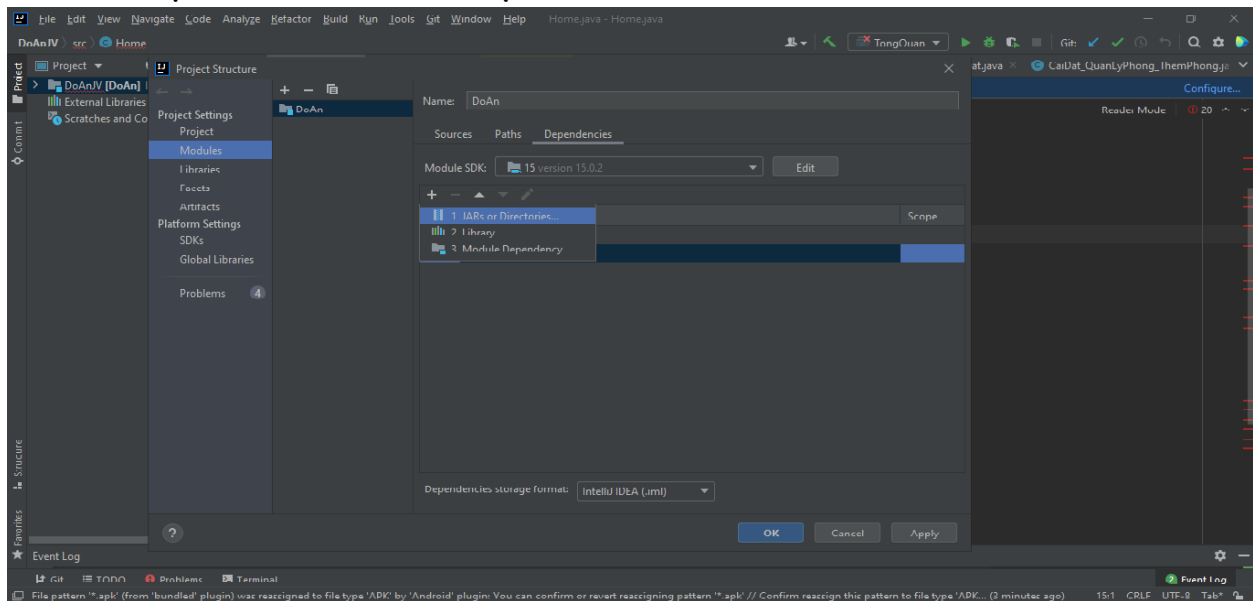 File Edit View Navigate Code Analyze Refactor Build Run Tools Git Window Help Home.java - Home.java
DoAnJV src Home TongQuan Git:
Project at.java CaiDat_QuanLyPhong_ThemPhong.ja
DoAnJV [DoAn] Configure...
External Libraries Reader Mode 20
Scratches and Co
Project
Commit
Structure
Favorites
Project Structure
Project Settings
Project
Modules
Libraries
Facets
Artifacts
Platform Settings
SDKs
Global Libraries
Problems 4
DoAn
Name: DoAn
Sources Paths Dependencies
Module SDK: 15 version 15.0.2 Edit
Scope
1 JARs or Directories...
2 Library
3 Module Dependency
Dependencies storage format: IntelliJ IDEA (.iml)
? OK Cancel Apply
Event Log
Git TODO Problems Terminal 2 Event Log
File pattern '*.apk' (from 'bundled' plugin) was reassigned to file type 'APK' by 'Android' plugin: You can confirm or revert reassigning pattern '*.apk' // Confirm reassign this pattern to file type 'APK... (3 minutes ago) 15:1 CRLF UTF-8 Tab*